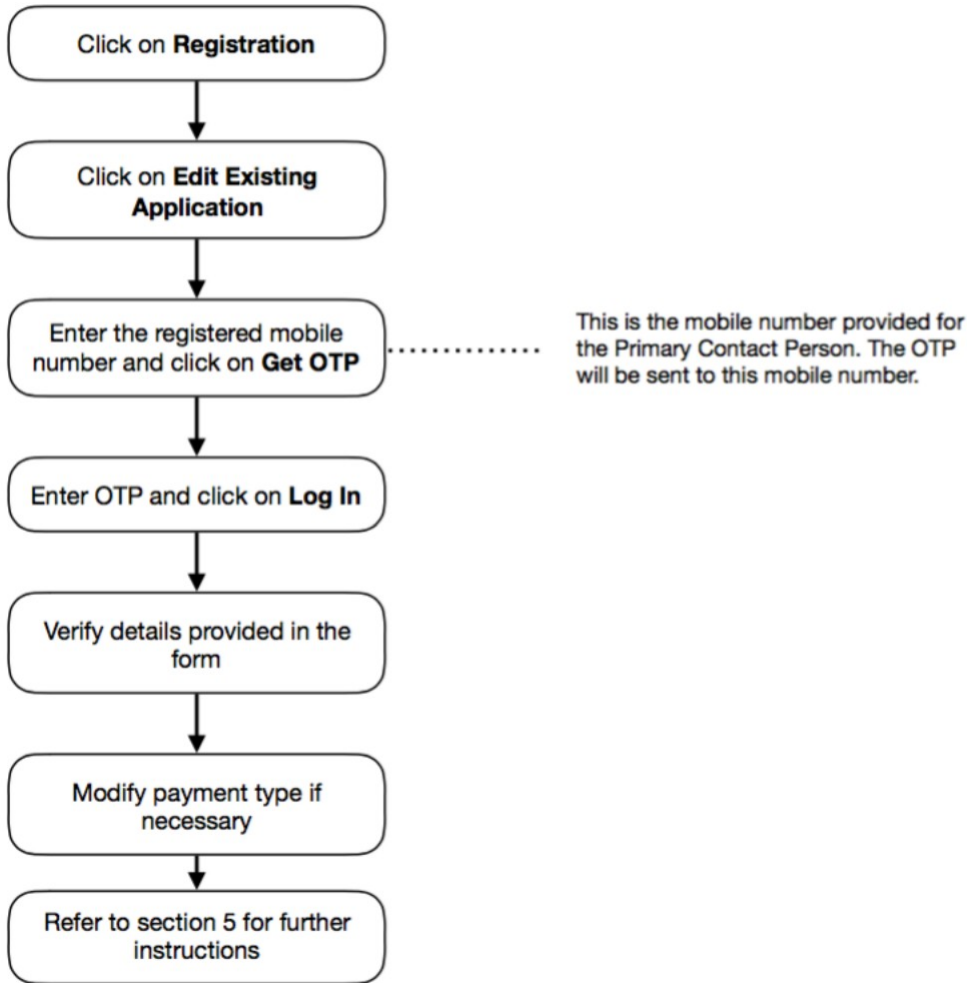 Click on Registration
Click on Edit Existing
Application
Enter the registered mobile
number and click on Get OTP
This is the mobile number provided for
the Primary Contact Person. The OTP
will be sent to this mobile number.
Enter OTP and click on Log In
Verify details provided in the
form
Modify payment type if
necessary
Refer to section 5 for further
instructions